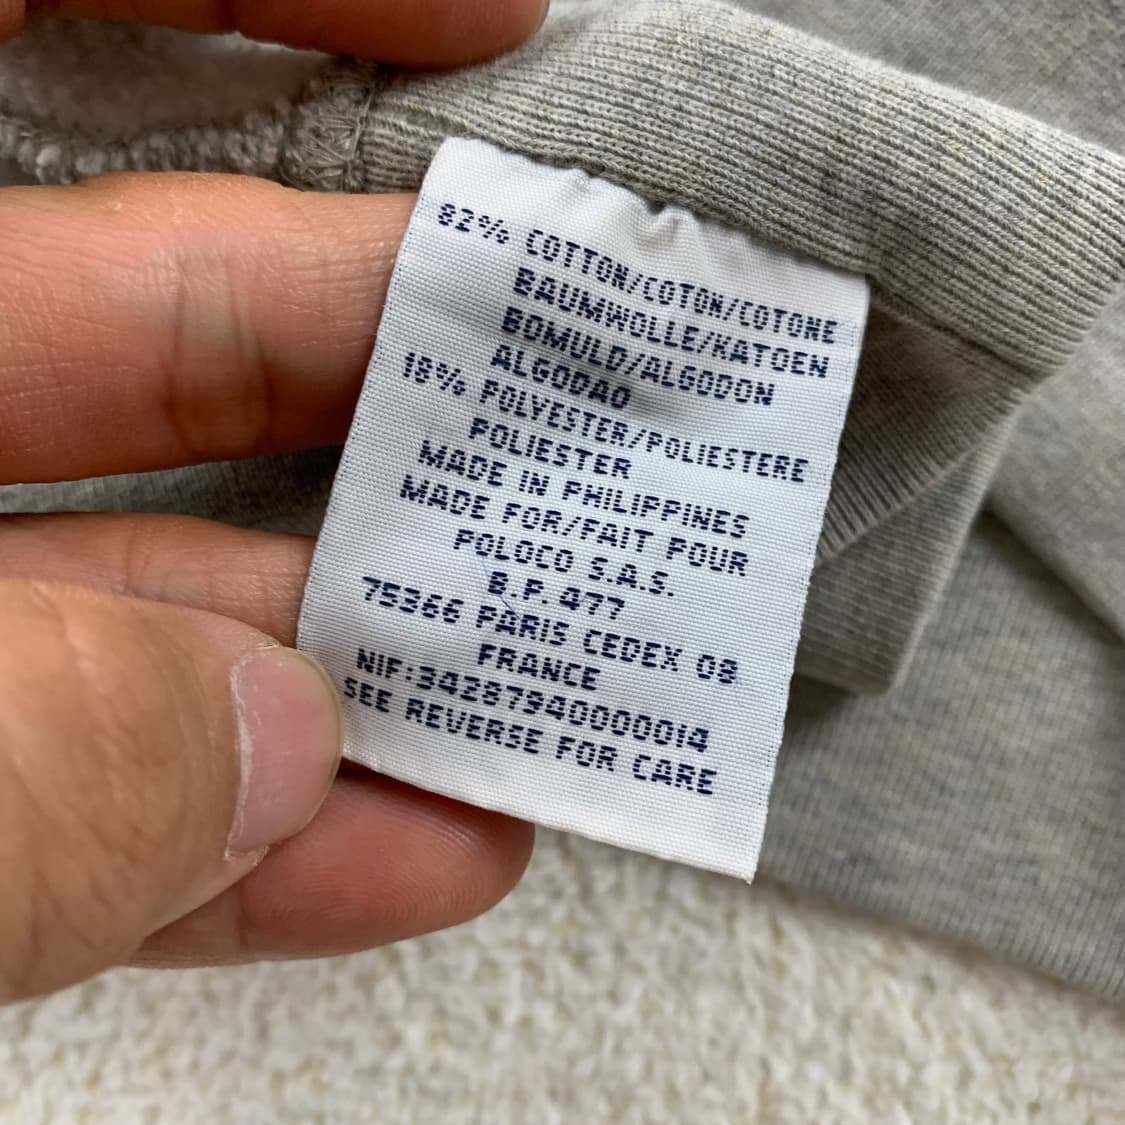 82% COTTON/COTON/COTONE
BAUMWOLLE/KATOEN
BOMULD/ALGODON
ALGODAO
18% POLYESTER/POLIESTERE
POLIESTER
MADE IN PHILIPPINES
MADE FOR/FAIT POUR
POLOCO S.A.S.
B.P. 477
75366 PARIS CEDEX 08
FRANCE
NIF:34287940000014
SEE REVERSE FOR CARE